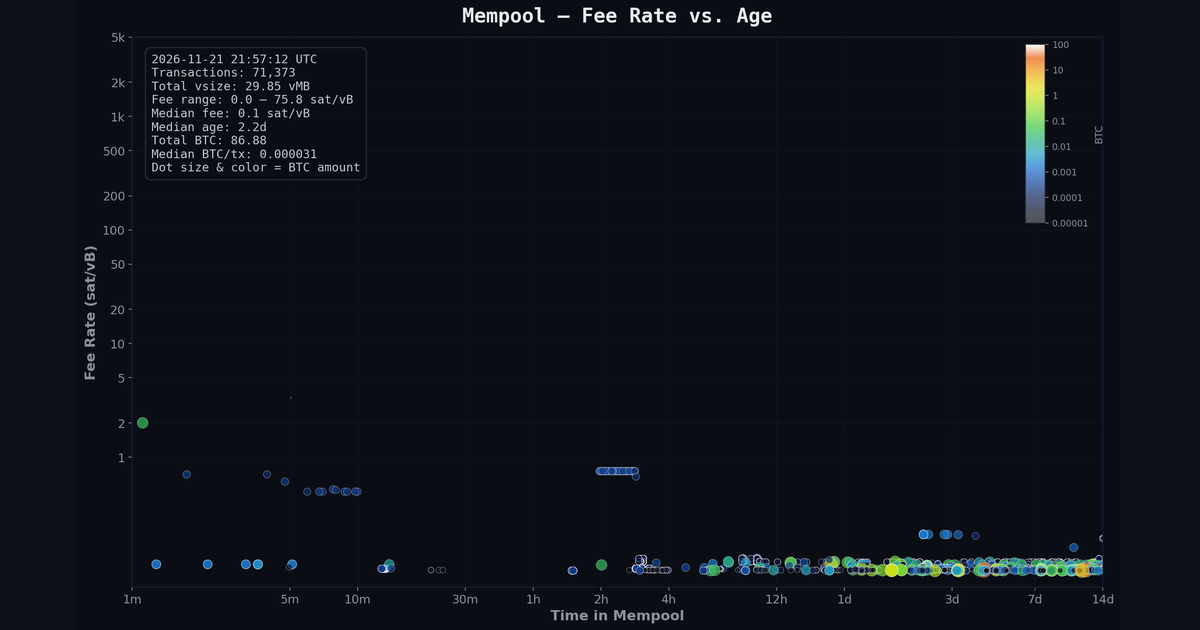 Mempool — Fee Rate vs. Age
2026-11-21 21:57:12 UTC
Transactions: 71,373
Total vsize: 29.85 vMB
Fee range: 0.0 — 75.8 sat/vB
Median fee: 0.1 sat/vB
Median age: 2.2d
Total BTC: 86.88
Median BTC/tx: 0.000031
Dot size & color = BTC amount
100
10
1
0.1
0.01
0.001
0.0001
0.00001
BTC
Fee Rate (sat/vB)
5k
2k
1k
500
200
100
50
20
10
5
2
1
1m
5m
10m
30m
1h
2h
4h
12h
1d
3d
7d
14d
Time in Mempool